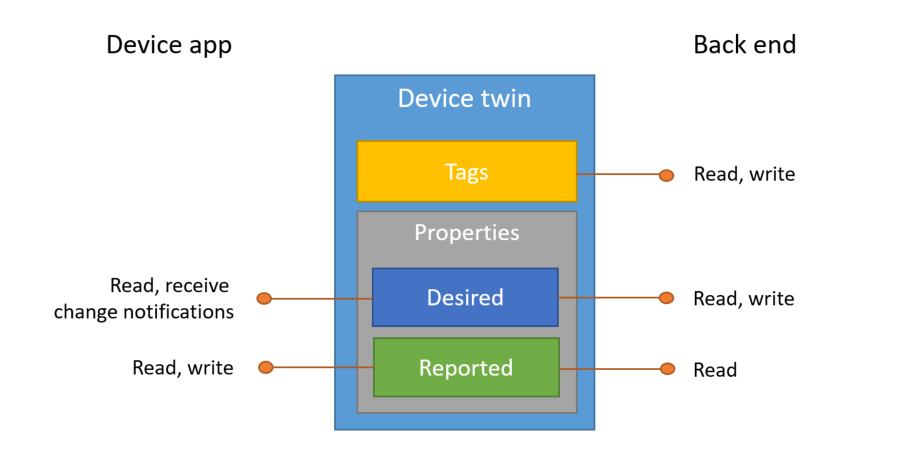 Device app
Back end
Device twin
Tags
Read, write
Properties
Read, receive
change notifications
Desired
Read, write
Read, write
Reported
Read